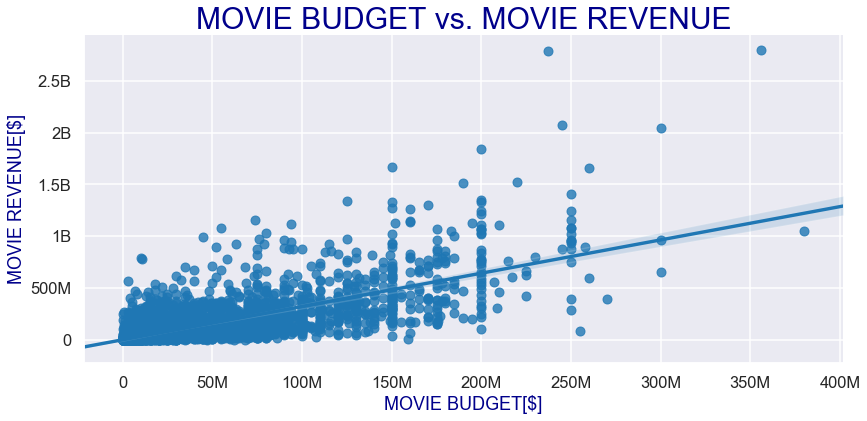 MOVIE BUDGET vs. MOVIE REVENUE
MOVIE REVENUE[$]
2.5B
2B
1.5B
1B
500M
0
0 50M 100M 150M 200M 250M 300M 350M 400M
MOVIE BUDGET[$]